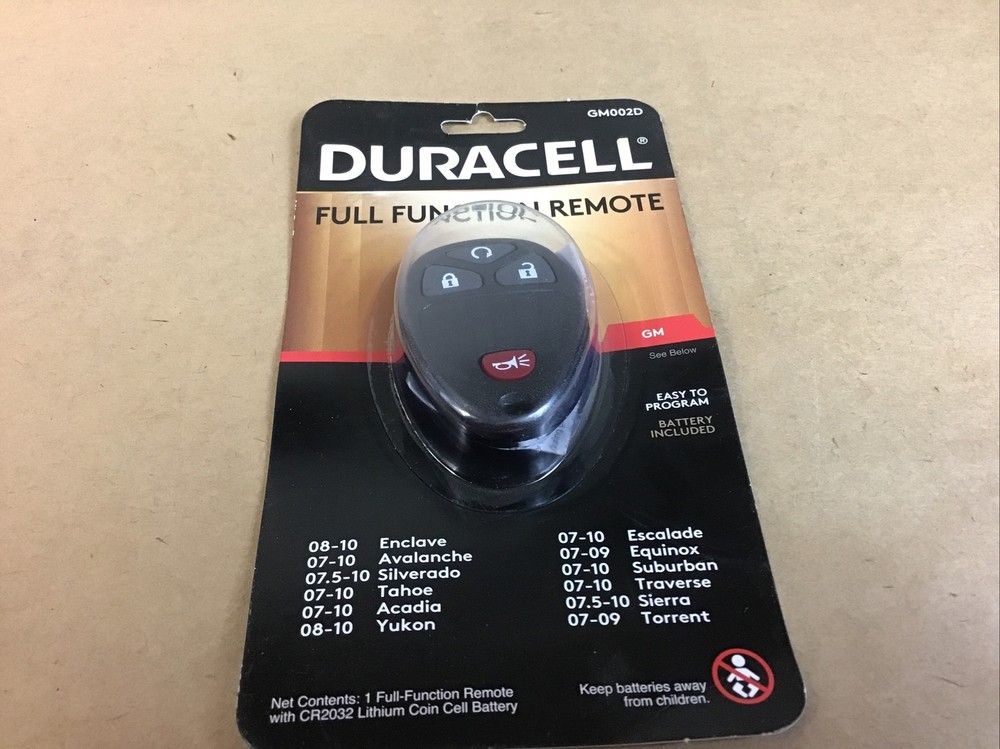 GM002D
DURACELL®
FULL FUNCTION REMOTE
GM
See Below
EASY TO
PROGRAM
BATTERY
INCLUDED
08-10 Enclave
07-10 Avalanche
07.5-10 Silverado
07-10 Tahoe
07-10 Acadia
08-10 Yukon
07-10 Escalade
07-09 Equinox
07-10 Suburban
07-10 Traverse
07.5-10 Sierra
07-09 Torrent
Net Contents: 1 Full-Function Remote
with CR2032 Lithium Coin Cell Battery
Keep batteries away
from children.